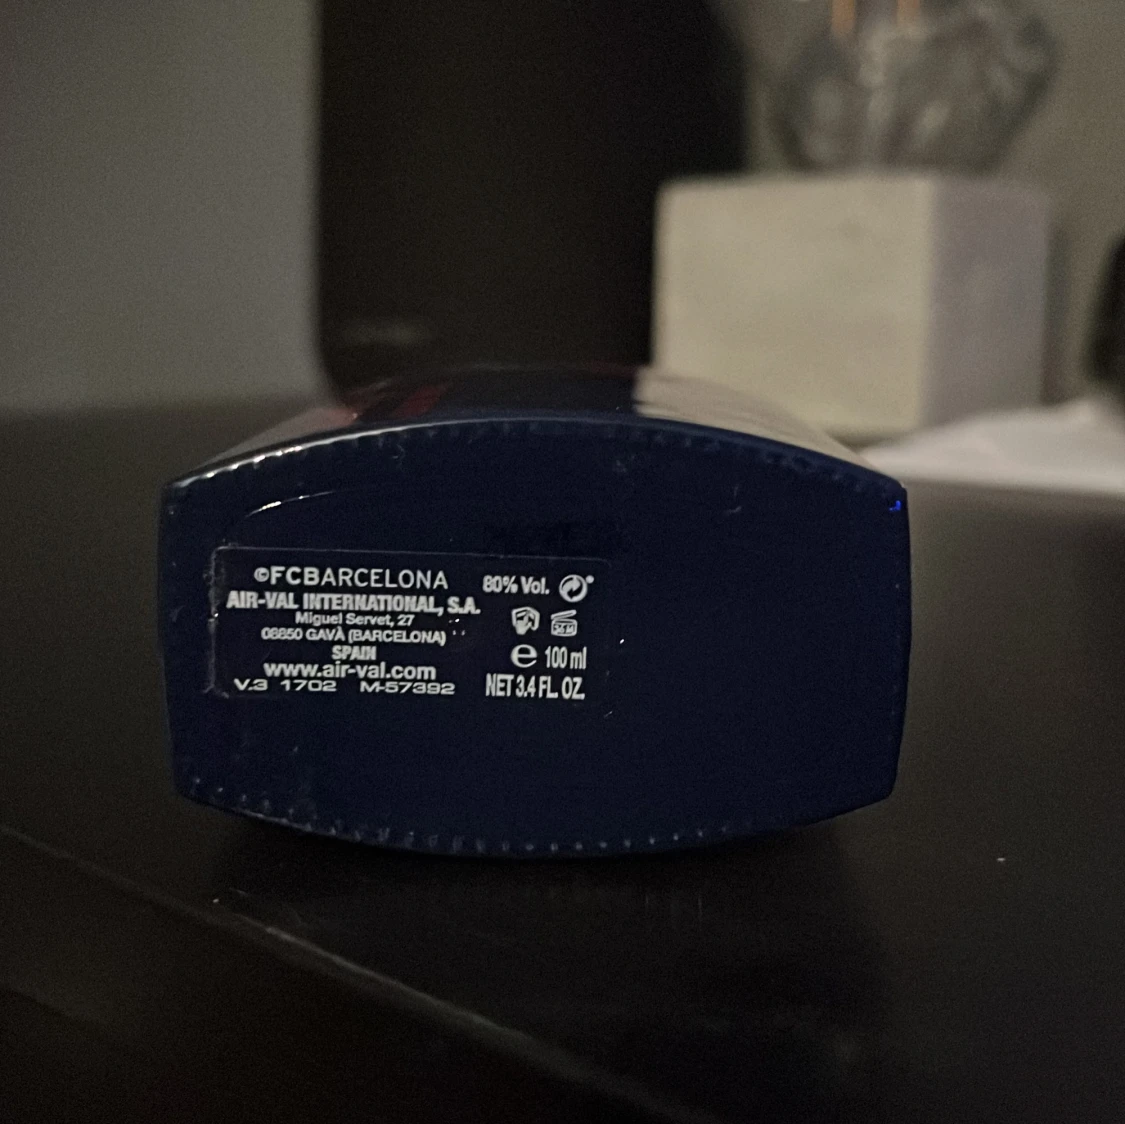 ©FCBARCELONA
AIR-VAL INTERNATIONAL, S.A.
Miguel Servet, 27
08850 GAVÀ (BARCELONA)
SPAIN
www.air-val.com
V.3 1702 M-57392
80% Vol.
36 M
e 100 ml
NET 3.4 FL. OZ.